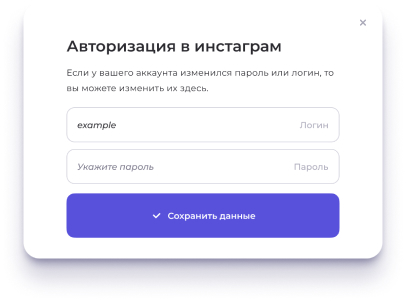 Авторизация в инстаграм
Если у вашего аккаунта изменился пароль или логин, то
вы можете изменить их здесь.
example Логин
Укажите пароль Пароль
Сохранить данные